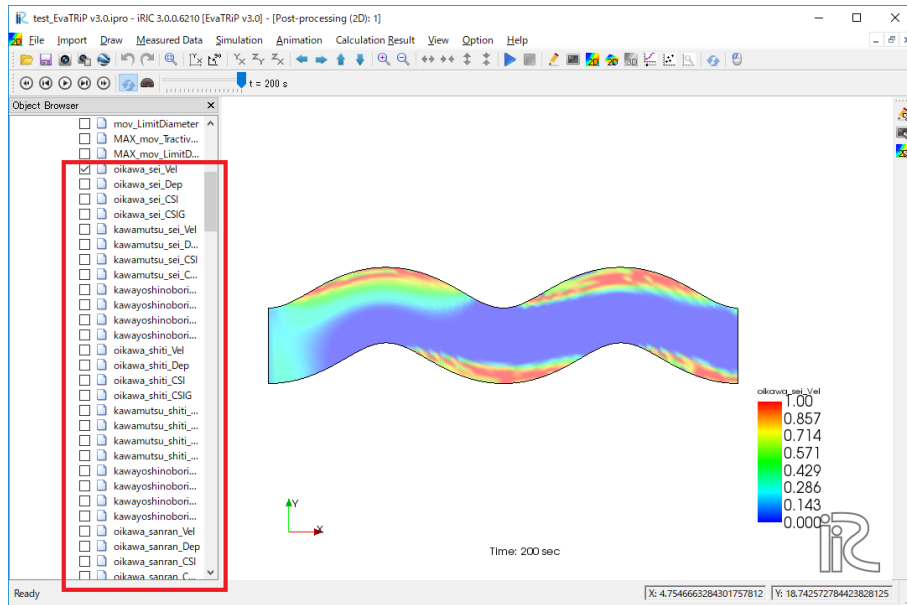 test_EvaTRiP v3.0.ipro - iRIC 3.0.0.6210 [EvaTRiP v3.0] - [Post-processing (2D): 1]
File Import Draw Measured Data Simulation Animation Calculation Result View Option Help
t = 200 s
Object Browser
mov_LimitDiameter
MAX_mov_Tractiv...
MAX_mov_LimitD...
oikawa_sei_Vel
oikawa_sei_Dep
oikawa_sei_CSI
oikawa_sei_CSIG
kawamutsu_sei_Vel
kawamutsu_sei_D...
kawamutsu_sei_CSI
kawamutsu_sei_C...
kawayoshinobori...
kawayoshinobori...
kawayoshinobori...
kawayoshinobori...
oikawa_shiti_Vel
oikawa_shiti_Dep
oikawa_shiti_CSI
oikawa_shiti_CSIG
kawamutsu_shiti_...
kawamutsu_shiti_...
kawamutsu_shiti_...
kawamutsu_shiti_...
kawayoshinobori...
kawayoshinobori...
kawayoshinobori...
kawayoshinobori...
oikawa_sanran_Vel
oikawa_sanran_Dep
oikawa_sanran_CSI
oikawa_sanran_C...
oikawa_sei_Vel
1.00
0.857
0.714
0.571
0.429
0.286
0.143
0.000
iRIC
Y
X
Time: 200 sec
Ready
X: 4.7546663284301757812 Y: 18.742572784423828125